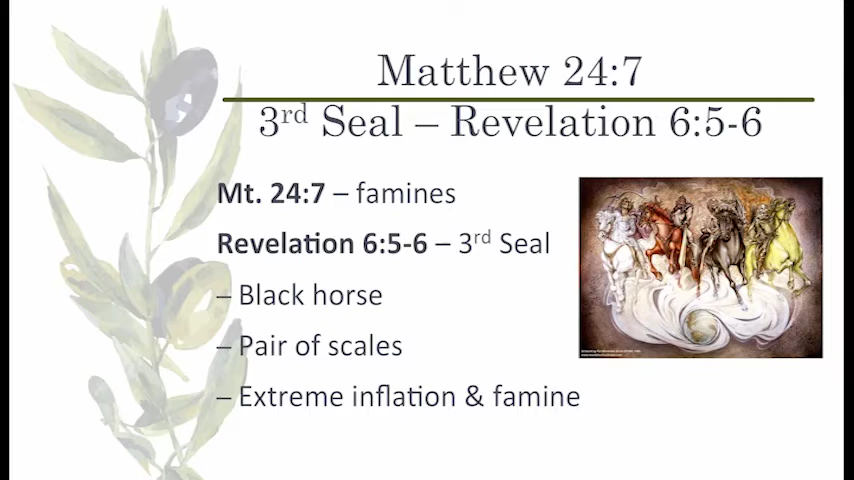 Matthew 24:7
3rd Seal – Revelation 6:5-6
Mt. 24:7 – famines
Revelation 6:5-6 – 3rd Seal
– Black horse
– Pair of scales
– Extreme inflation & famine